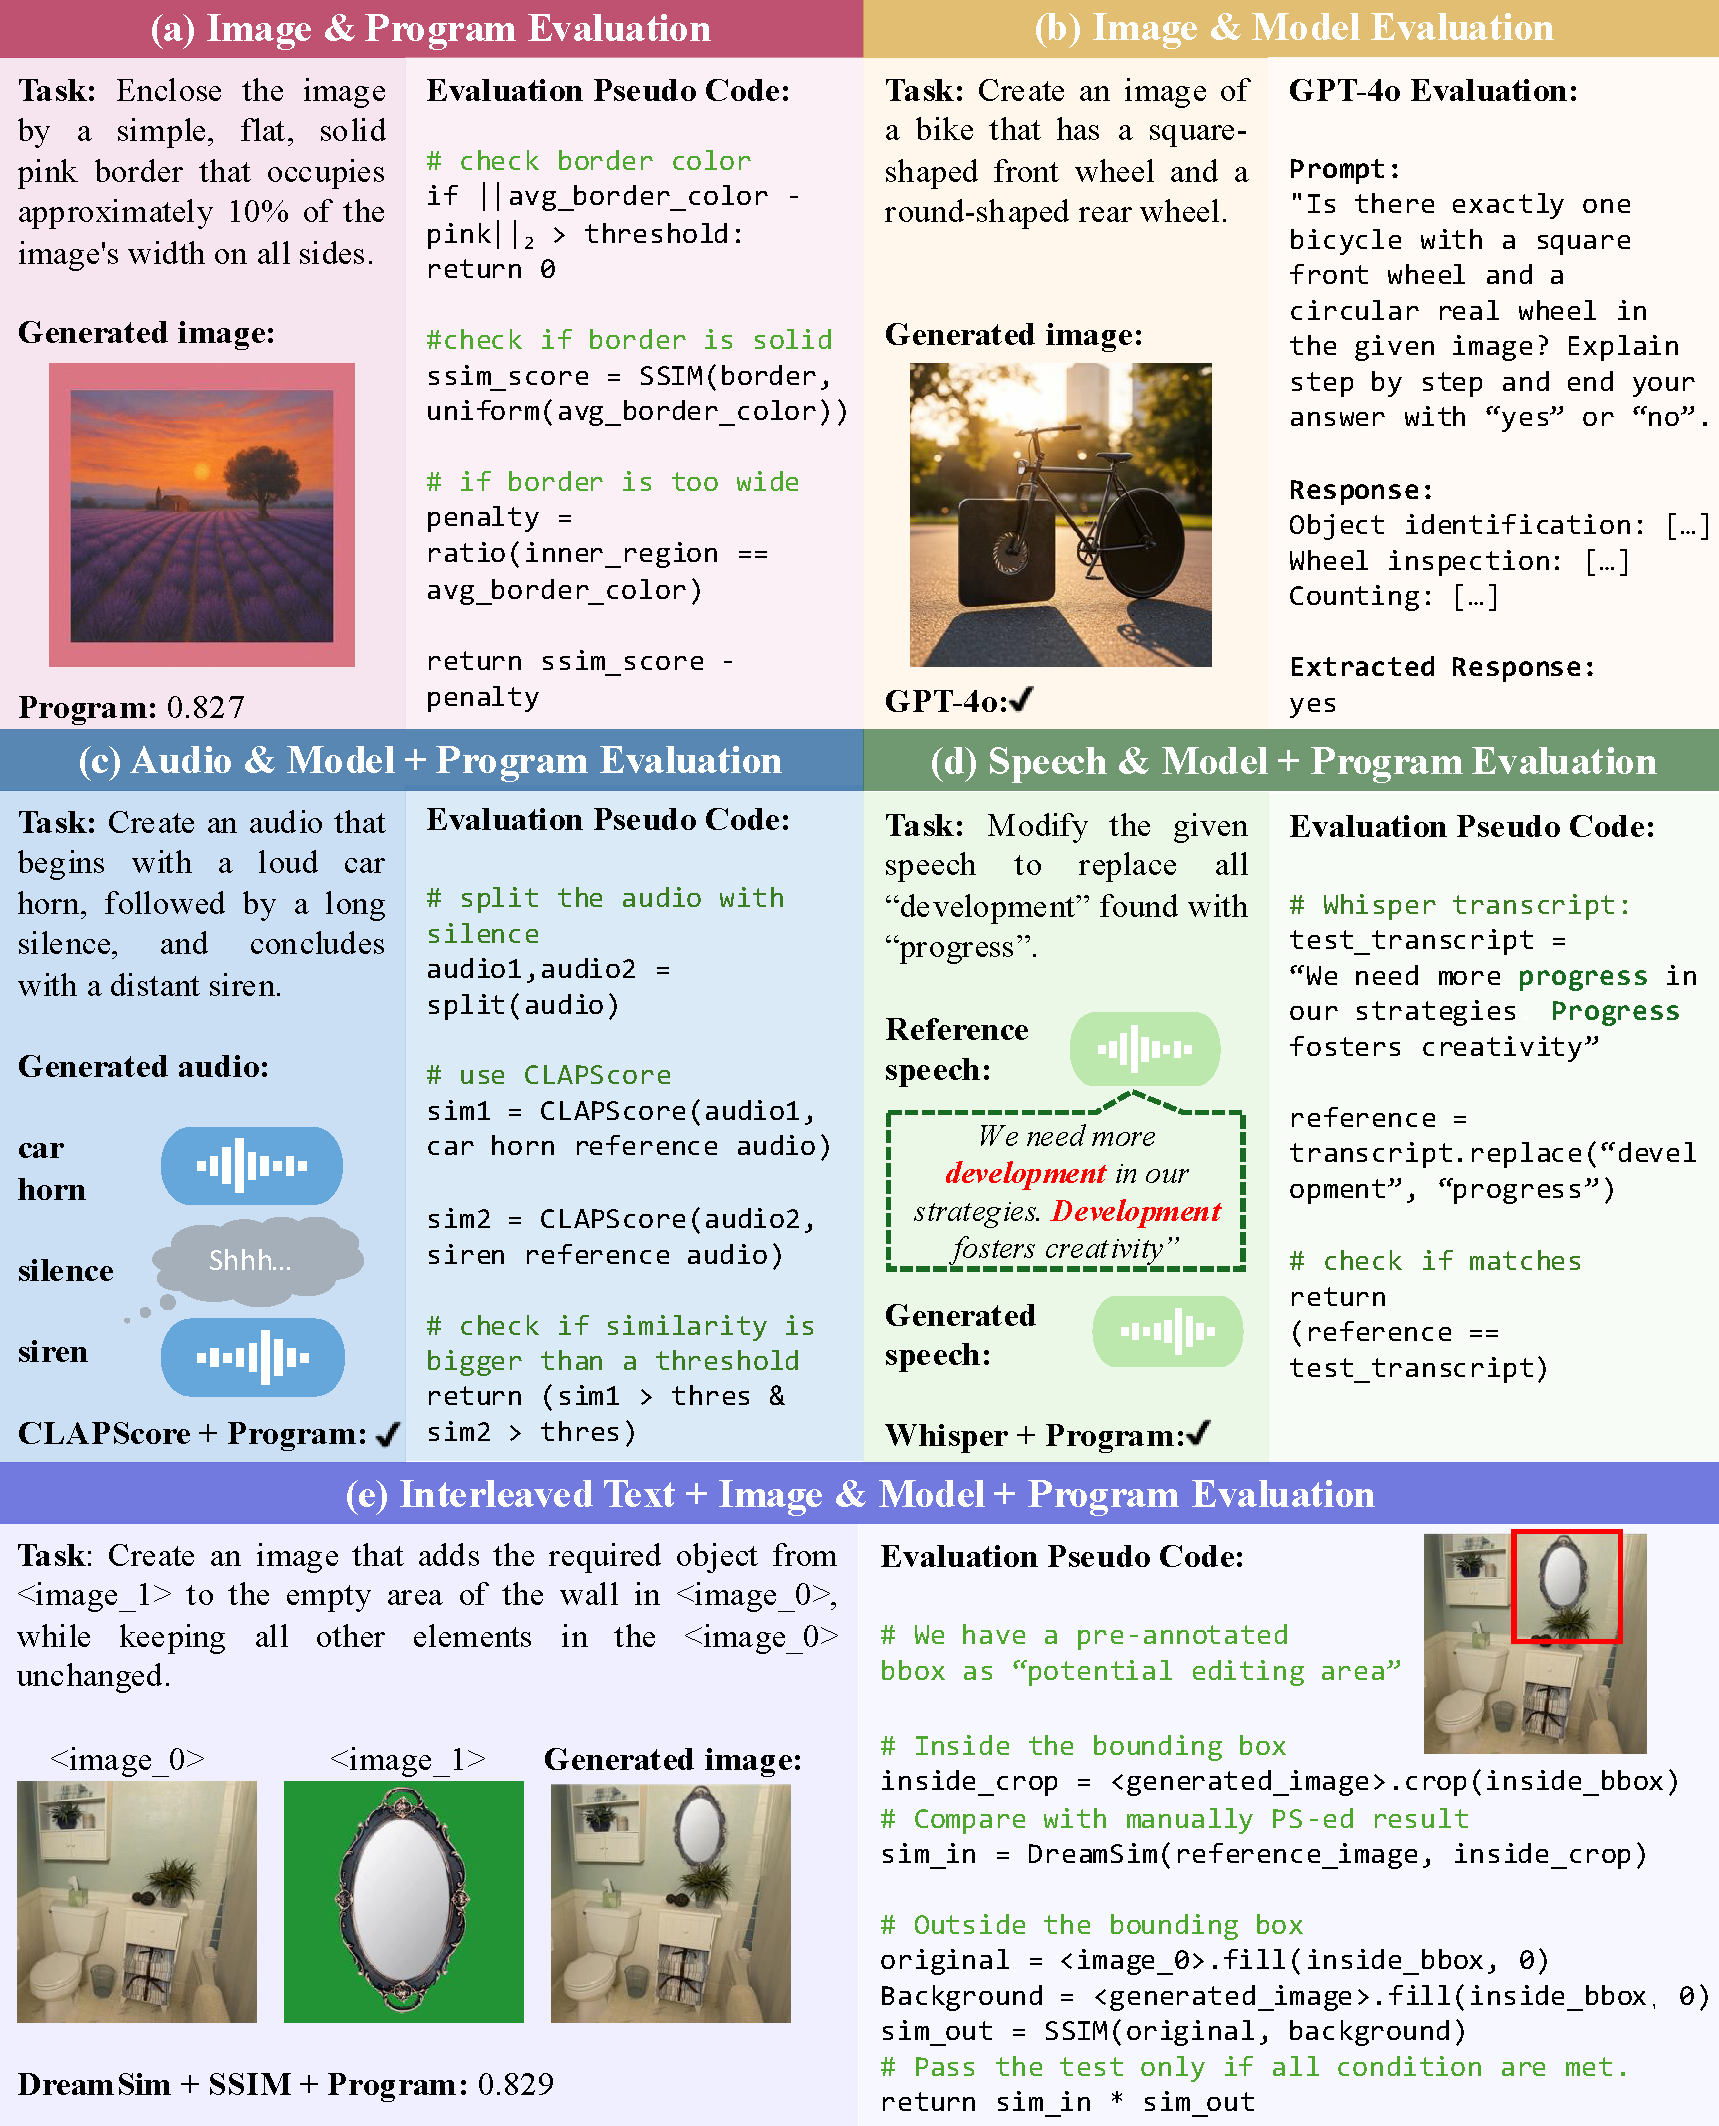 (a) Image & Program Evaluation
Task: Enclose the image
by a simple, flat, solid
pink border that occupies
approximately 10% of the
image's width on all sides.
Generated image:
Program: 0.827
Evaluation Pseudo Code:
# check border color
if ||avg_border_color -
pink||₂ > threshold:
return 0
#check if border is solid
ssim_score = SSIM(border,
uniform(avg_border_color))
# if border is too wide
penalty =
ratio(inner_region ==
avg_border_color)
return ssim_score -
penalty
(b) Image & Model Evaluation
Task: Create an image of
a bike that has a square-
shaped front wheel and a
round-shaped rear wheel.
Generated image:
GPT-4o:✓
GPT-4o Evaluation:
Prompt:
"Is there exactly one
bicycle with a square
front wheel and a
circular real wheel in
the given image? Explain
step by step and end your
answer with “yes” or “no”.
Response:
Object identification: […]
Wheel inspection: […]
Counting: […]
Extracted Response:
yes
(c) Audio & Model + Program Evaluation
Task: Create an audio that
begins with a loud car
horn, followed by a long
silence, and concludes
with a distant siren.
Generated audio:
car
horn
silence
Shhh...
siren
CLAPScore + Program: ✓
Evaluation Pseudo Code:
# split the audio with
silence
audio1,audio2 =
split(audio)
# use CLAPScore
sim1 = CLAPScore(audio1,
car horn reference audio)
sim2 = CLAPScore(audio2,
siren reference audio)
# check if similarity is
bigger than a threshold
return (sim1 > thres &
sim2 > thres)
(d) Speech & Model + Program Evaluation
Task: Modify the given
speech to replace all
“development” found with
“progress”.
Reference
speech:
We need more
development in our
strategies. Development
fosters creativity”
Generated
speech:
Whisper + Program:✓
Evaluation Pseudo Code:
# Whisper transcript:
test_transcript =
“We need more progress in
our strategies Progress
fosters creativity”
reference =
transcript.replace(“devel
opment”, “progress”)
# check if matches
return
(reference ==
test_transcript)
(e) Interleaved Text + Image & Model + Program Evaluation
Task: Create an image that adds the required object from
<image_1> to the empty area of the wall in <image_0>,
while keeping all other elements in the <image_0>
unchanged.
<image_0>
<image_1>
Generated image:
DreamSim + SSIM + Program: 0.829
Evaluation Pseudo Code:
# We have a pre-annotated
bbox as “potential editing area”
# Inside the bounding box
inside_crop = <generated_image>.crop(inside_bbox)
# Compare with manually PS-ed result
sim_in = DreamSim(reference_image, inside_crop)
# Outside the bounding box
original = <image_0>.fill(inside_bbox, 0)
Background = <generated_image>.fill(inside_bbox, 0)
sim_out = SSIM(original, background)
# Pass the test only if all condition are met.
return sim_in * sim_out